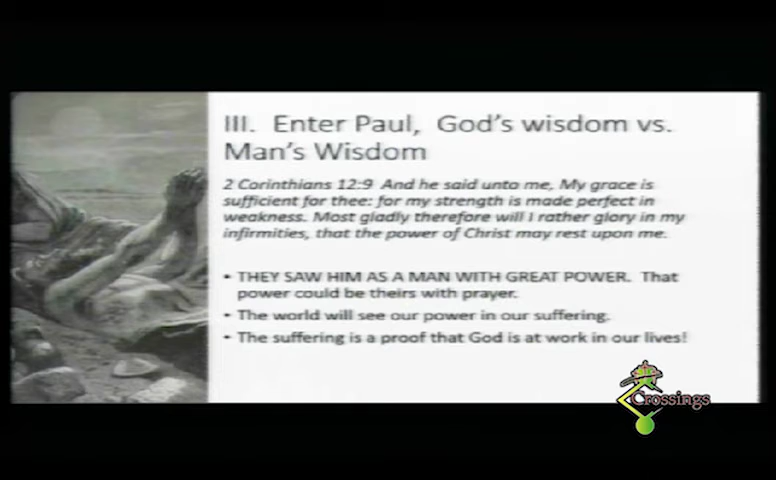 III. Enter Paul, God's wisdom vs.
Man's Wisdom
2 Corinthians 12:9 And he said unto me, My grace is
sufficient for thee: for my strength is made perfect in
weakness. Most gladly therefore will I rather glory in my
infirmities, that the power of Christ may rest upon me.
• THEY SAW HIM AS A MAN WITH GREAT POWER. That
power could be theirs with prayer.
• The world will see our power in our suffering.
• The suffering is a proof that God is at work in our lives!
Crossings